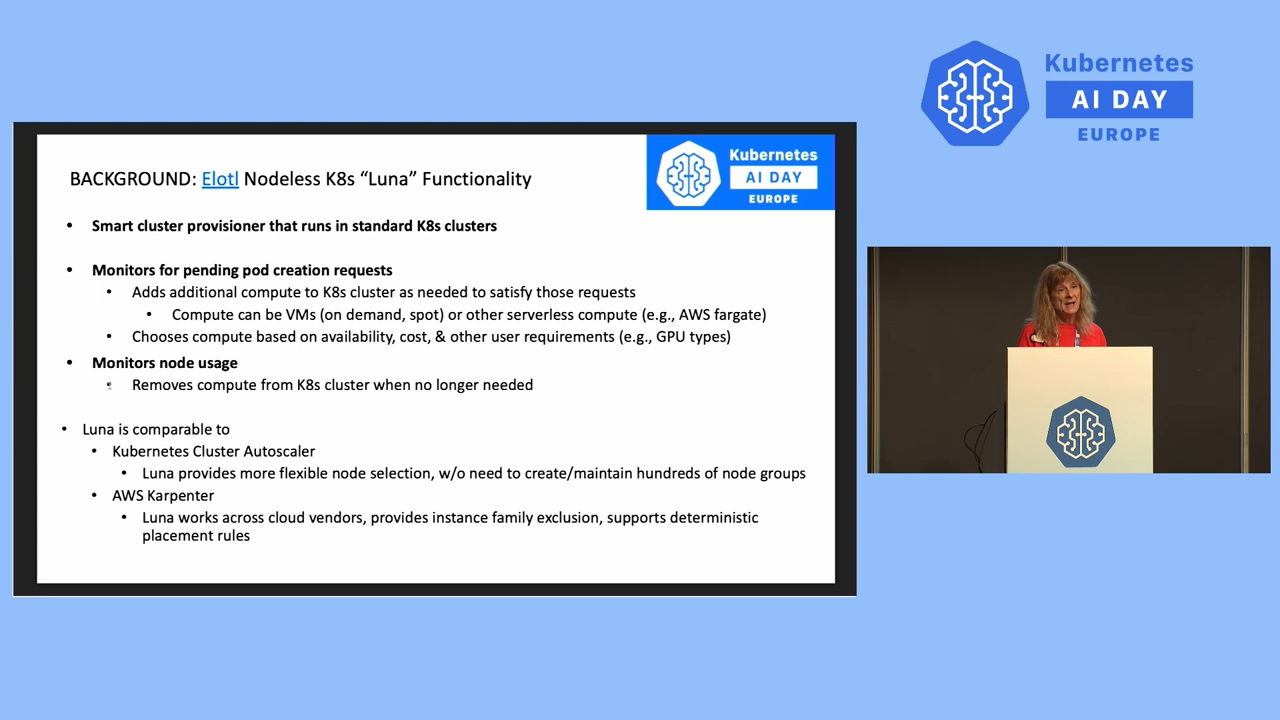 Kubernetes
AI DAY
EUROPE
BACKGROUND: Elotl Nodeless K8s “Luna” Functionality
Kubernetes
AI DAY
EUROPE
• Smart cluster provisioner that runs in standard K8s clusters
• Monitors for pending pod creation requests
• Adds additional compute to K8s cluster as needed to satisfy those requests
• Compute can be VMs (on demand, spot) or other serverless compute (e.g., AWS fargate)
• Chooses compute based on availability, cost, & other user requirements (e.g., GPU types)
• Monitors node usage
Removes compute from K8s cluster when no longer needed
• Luna is comparable to
• Kubernetes Cluster Autoscaler
• Luna provides more flexible node selection, w/o need to create/maintain hundreds of node groups
• AWS Karpenter
• Luna works across cloud vendors, provides instance family exclusion, supports deterministic
placement rules